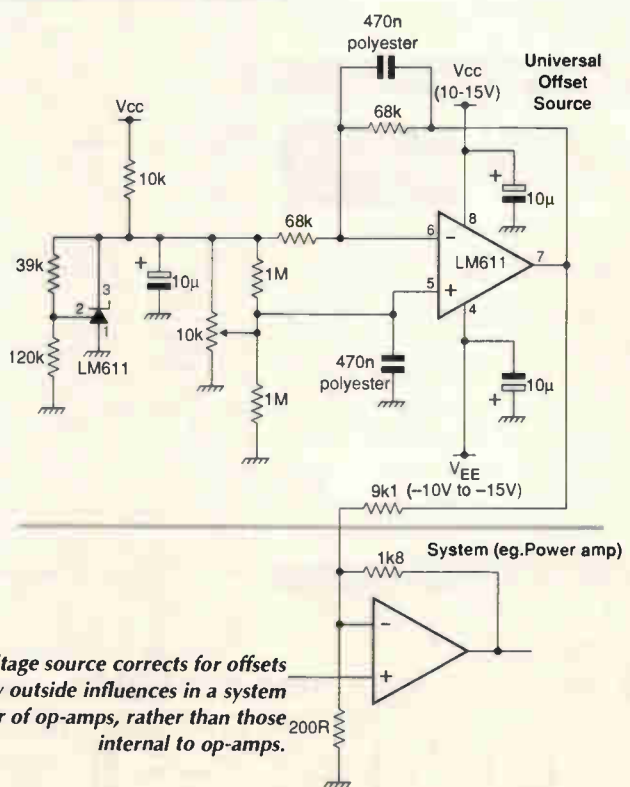 470n
polyester
Universal
Offset
Source
Vcc
(10-15V)
Vcc
68k
10k
+
10µ
68k
6
−
8
39k
3
2
1
+
10µ
1M
LM611
7
5
+
4
10k
120k
LM611
470n
polyester
1M
+
10µ
VEE
9k1 (–10V to –15V)
System (eg.Power amp)
1k8
−
+
tage source corrects for offsets
outside influences in a system
r of op-amps, rather than those
internal to op-amps.
200R